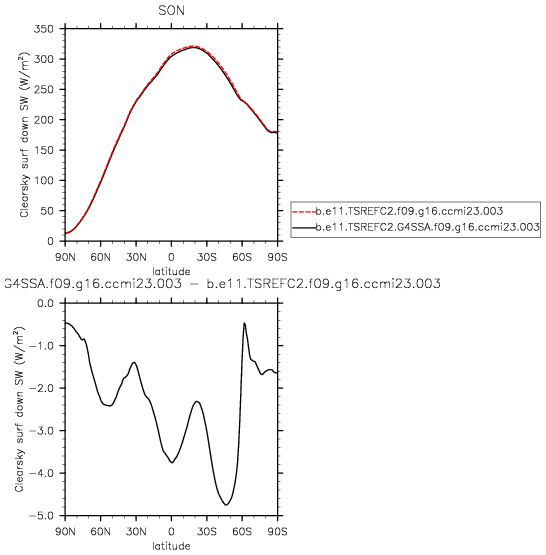 SON
Clearsky surf down SW (W/m²)
350
300
250
200
150
100
50
0
90N 60N 30N 0 30S 60S 90S
latitude
b.e11.TSREFC2.f09.g16.ccmi23.003
b.e11.TSREFC2.G4SSA.f09.g16.ccmi23.003
G4SSA.f09.g16.ccmi23.003 − b.e11.TSREFC2.f09.g16.ccmi23.003
Clearsky surf down SW (W/m²)
0.0
-1.0
-2.0
-3.0
-4.0
-5.0
90N 60N 30N 0 30S 60S 90S
latitude